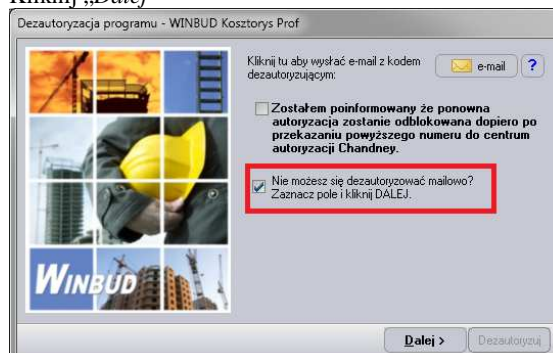 Kliknij „Dalej”
Dezautoryzacja programu - WINBUD Kosztorys Prof
Kliknij tu aby wysłać e-mail z kodem
dezautoryzującym:
e-mail
?
Zostałem poinformowany że ponowna
autoryzacja zostanie odblokowana dopiero po
przekazaniu powyższego numeru do centrum
autoryzacji Chandney.
Nie możesz się dezautoryzować mailowo?
Zaznacz pole i kliknij DALEJ.
WINBUD
Dalej >
Dezautoryzuj